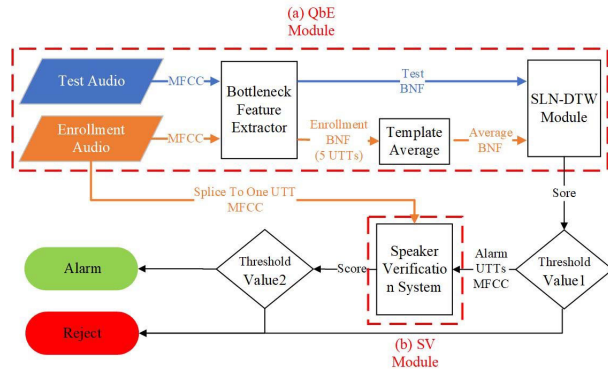 (a) QbE
Module
Test Audio
MFCC
Bottleneck
Feature
Extractor
Test
BNF
SLN-DTW
Module
Enrollment
Audio
MFCC
Enrollment
BNF
(5 UTTs)
Template
Average
Average
BNF
Splice To One UTT
MFCC
Sore
Alarm
Threshold
Value2
Score
Speaker
Verificatio
n System
Alarm
UTTs
MFCC
Threshold
Value1
Reject
(b) SV
Module